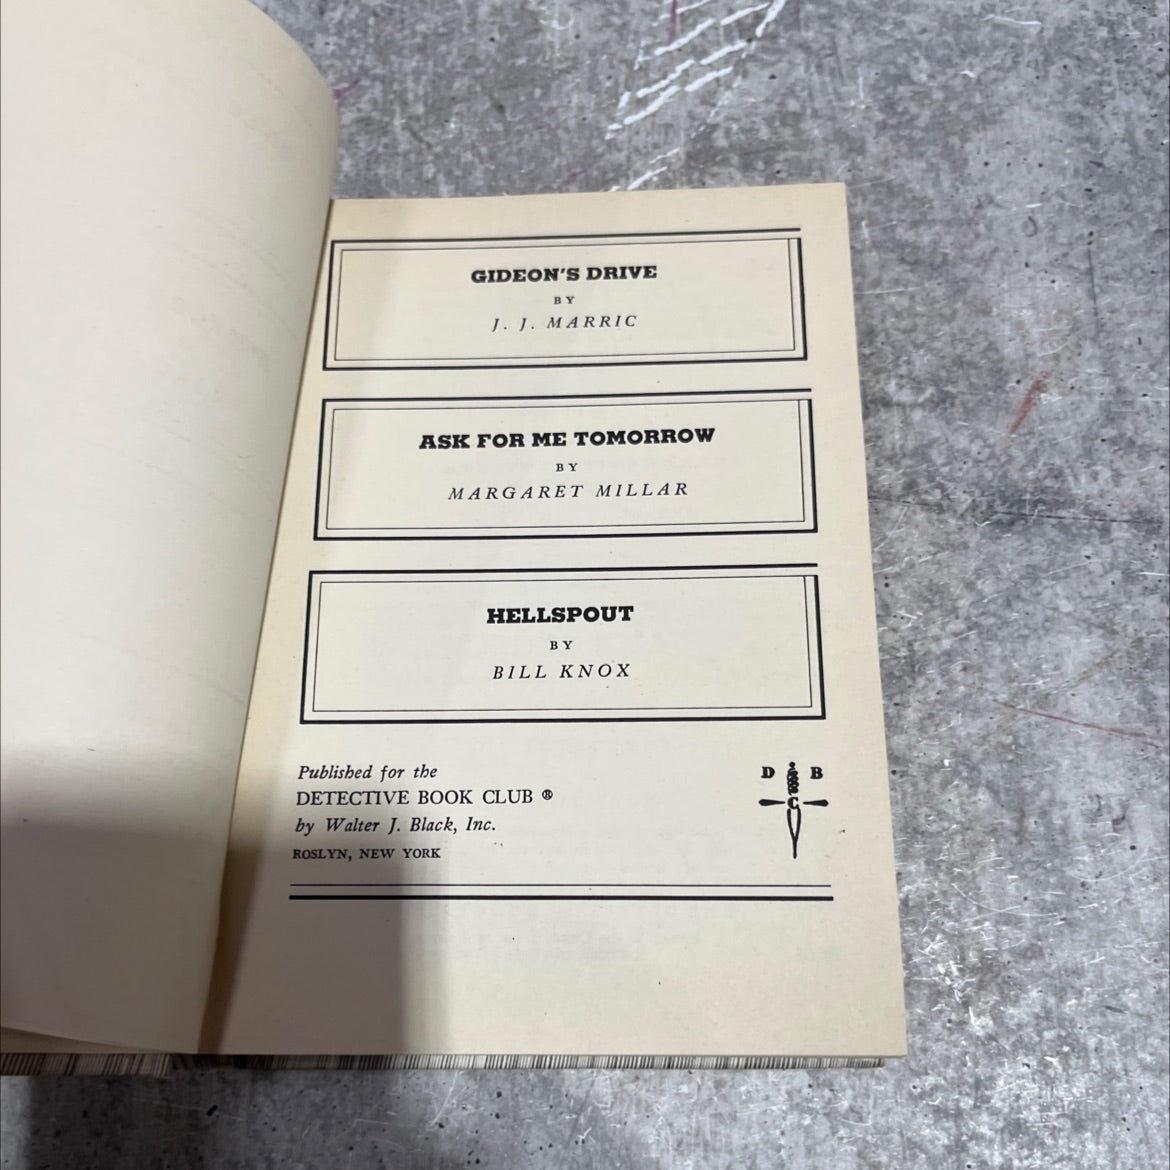 GIDEON'S DRIVE
BY
J. J. MARRIC
ASK FOR ME TOMORROW
BY
MARGARET MILLAR
HELLSPOUT
BY
BILL KNOX
Published for the
DETECTIVE BOOK CLUB ®
by Walter J. Black, Inc.
ROSLYN, NEW YORK
D B
C